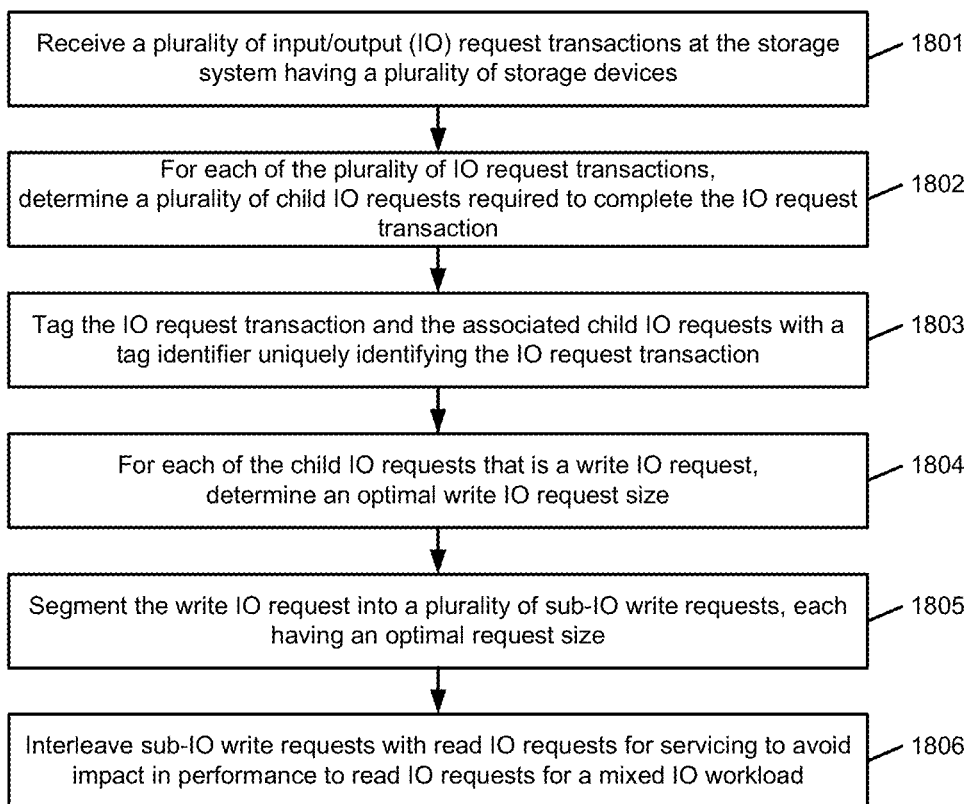 Receive a plurality of input/output (IO) request transactions at the storage
system having a plurality of storage devices
1801
For each of the plurality of IO request transactions,
determine a plurality of child IO requests required to complete the IO request
transaction
1802
Tag the IO request transaction and the associated child IO requests with a
tag identifier uniquely identifying the IO request transaction
1803
For each of the child IO requests that is a write IO request,
determine an optimal write IO request size
1804
Segment the write IO request into a plurality of sub-IO write requests, each
having an optimal request size
1805
Interleave sub-IO write requests with read IO requests for servicing to avoid
impact in performance to read IO requests for a mixed IO workload
1806